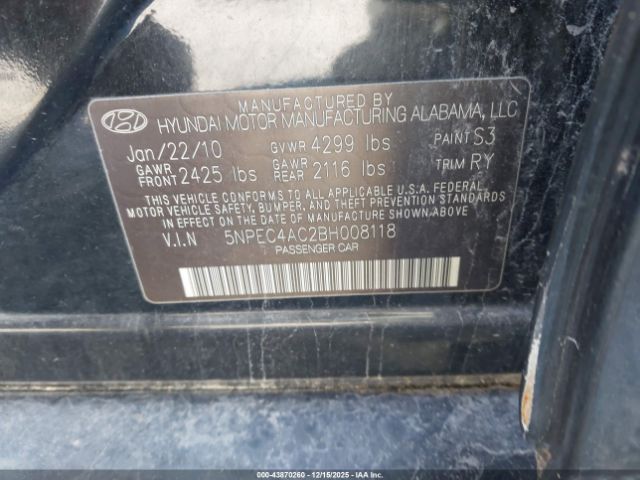 MANUFACTURED BY
HYUNDAI MOTOR MANUFACTURING ALABAMA, LLC
Jan/22/10 GVWR 4299 lbs PAINT S3
GAWR FRONT 2425 lbs GAWR REAR 2116 lbs TRIM RY
THIS VEHICLE CONFORMS TO ALL APPLICABLE U.S.A. FEDERAL
MOTOR VEHICLE SAFETY, BUMPER, AND THEFT PREVENTION STANDARDS
IN EFFECT ON THE DATE OF MANUFACTURE SHOWN ABOVE.
V.I.N 5NPEC4AC2BH008118
PASSENGER CAR
000-43870260 - 12/15/2025 - IAAI.COM